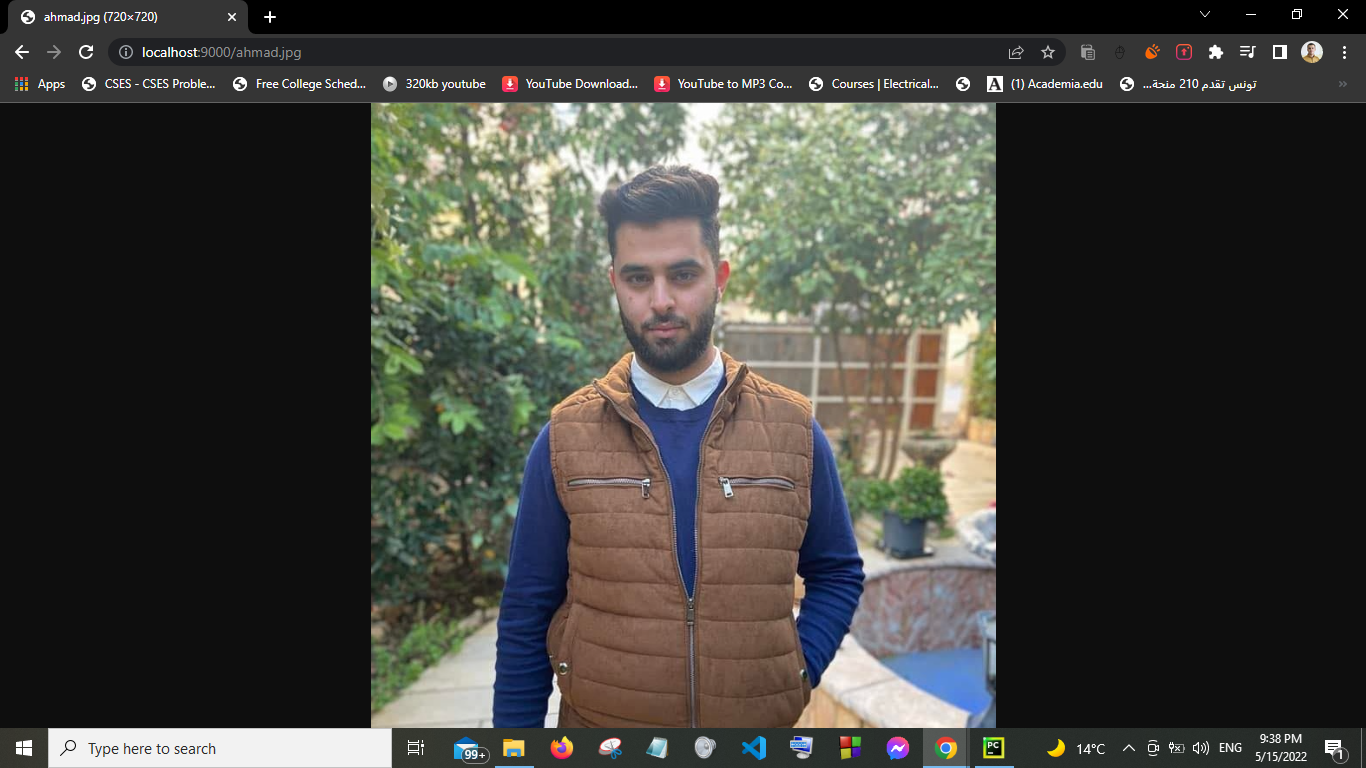 ahmad.jpg (720×720)
localhost:9000/ahmad.jpg
Apps
CSES - CSES Proble...
Free College Sched...
320kb youtube
YouTube Download...
YouTube to MP3 Co...
Courses | Electrical...
(1) Academia.edu
تونس تقدم 210 منحة...
Type here to search
99+
PC
14°C
ENG
9:38 PM
5/15/2022
1